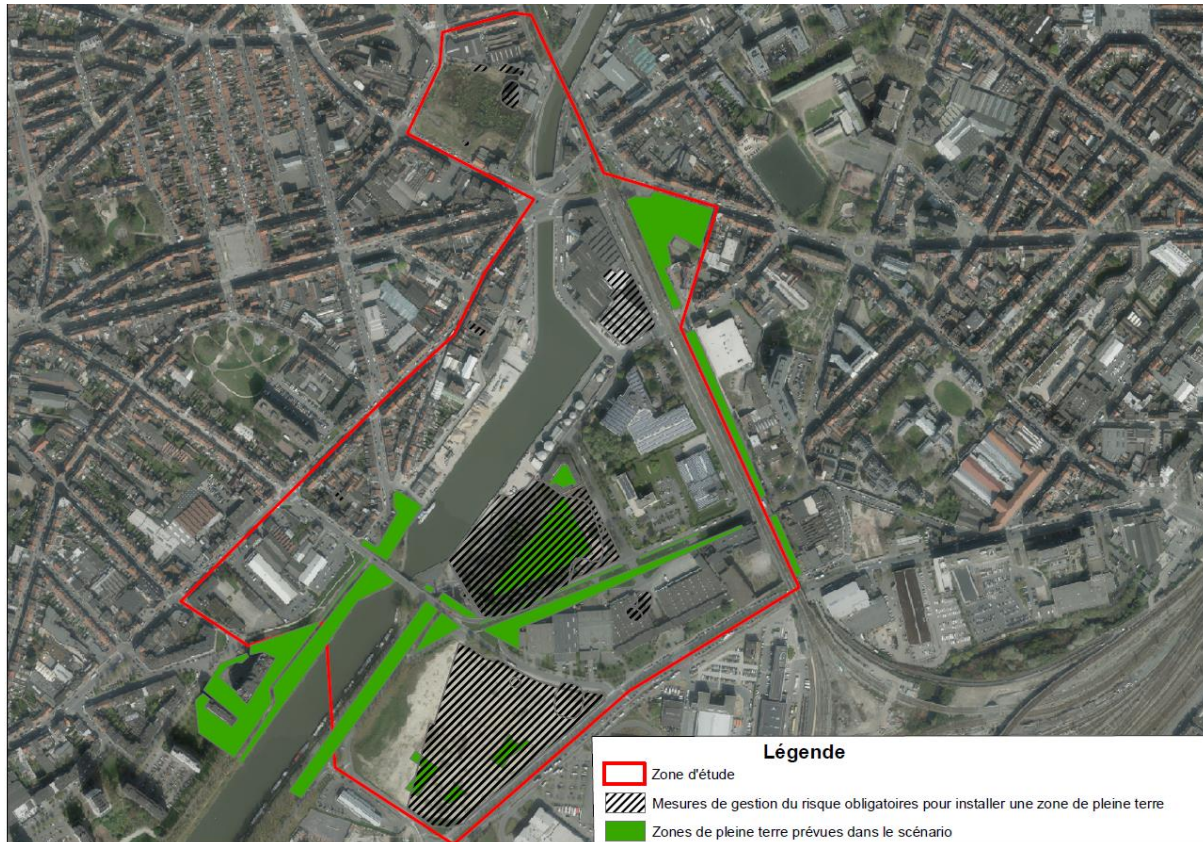 Légende
Zone d'étude
Mesures de gestion du risque obligatoires pour installer une zone de pleine terre
Zones de pleine terre prévues dans le scénario